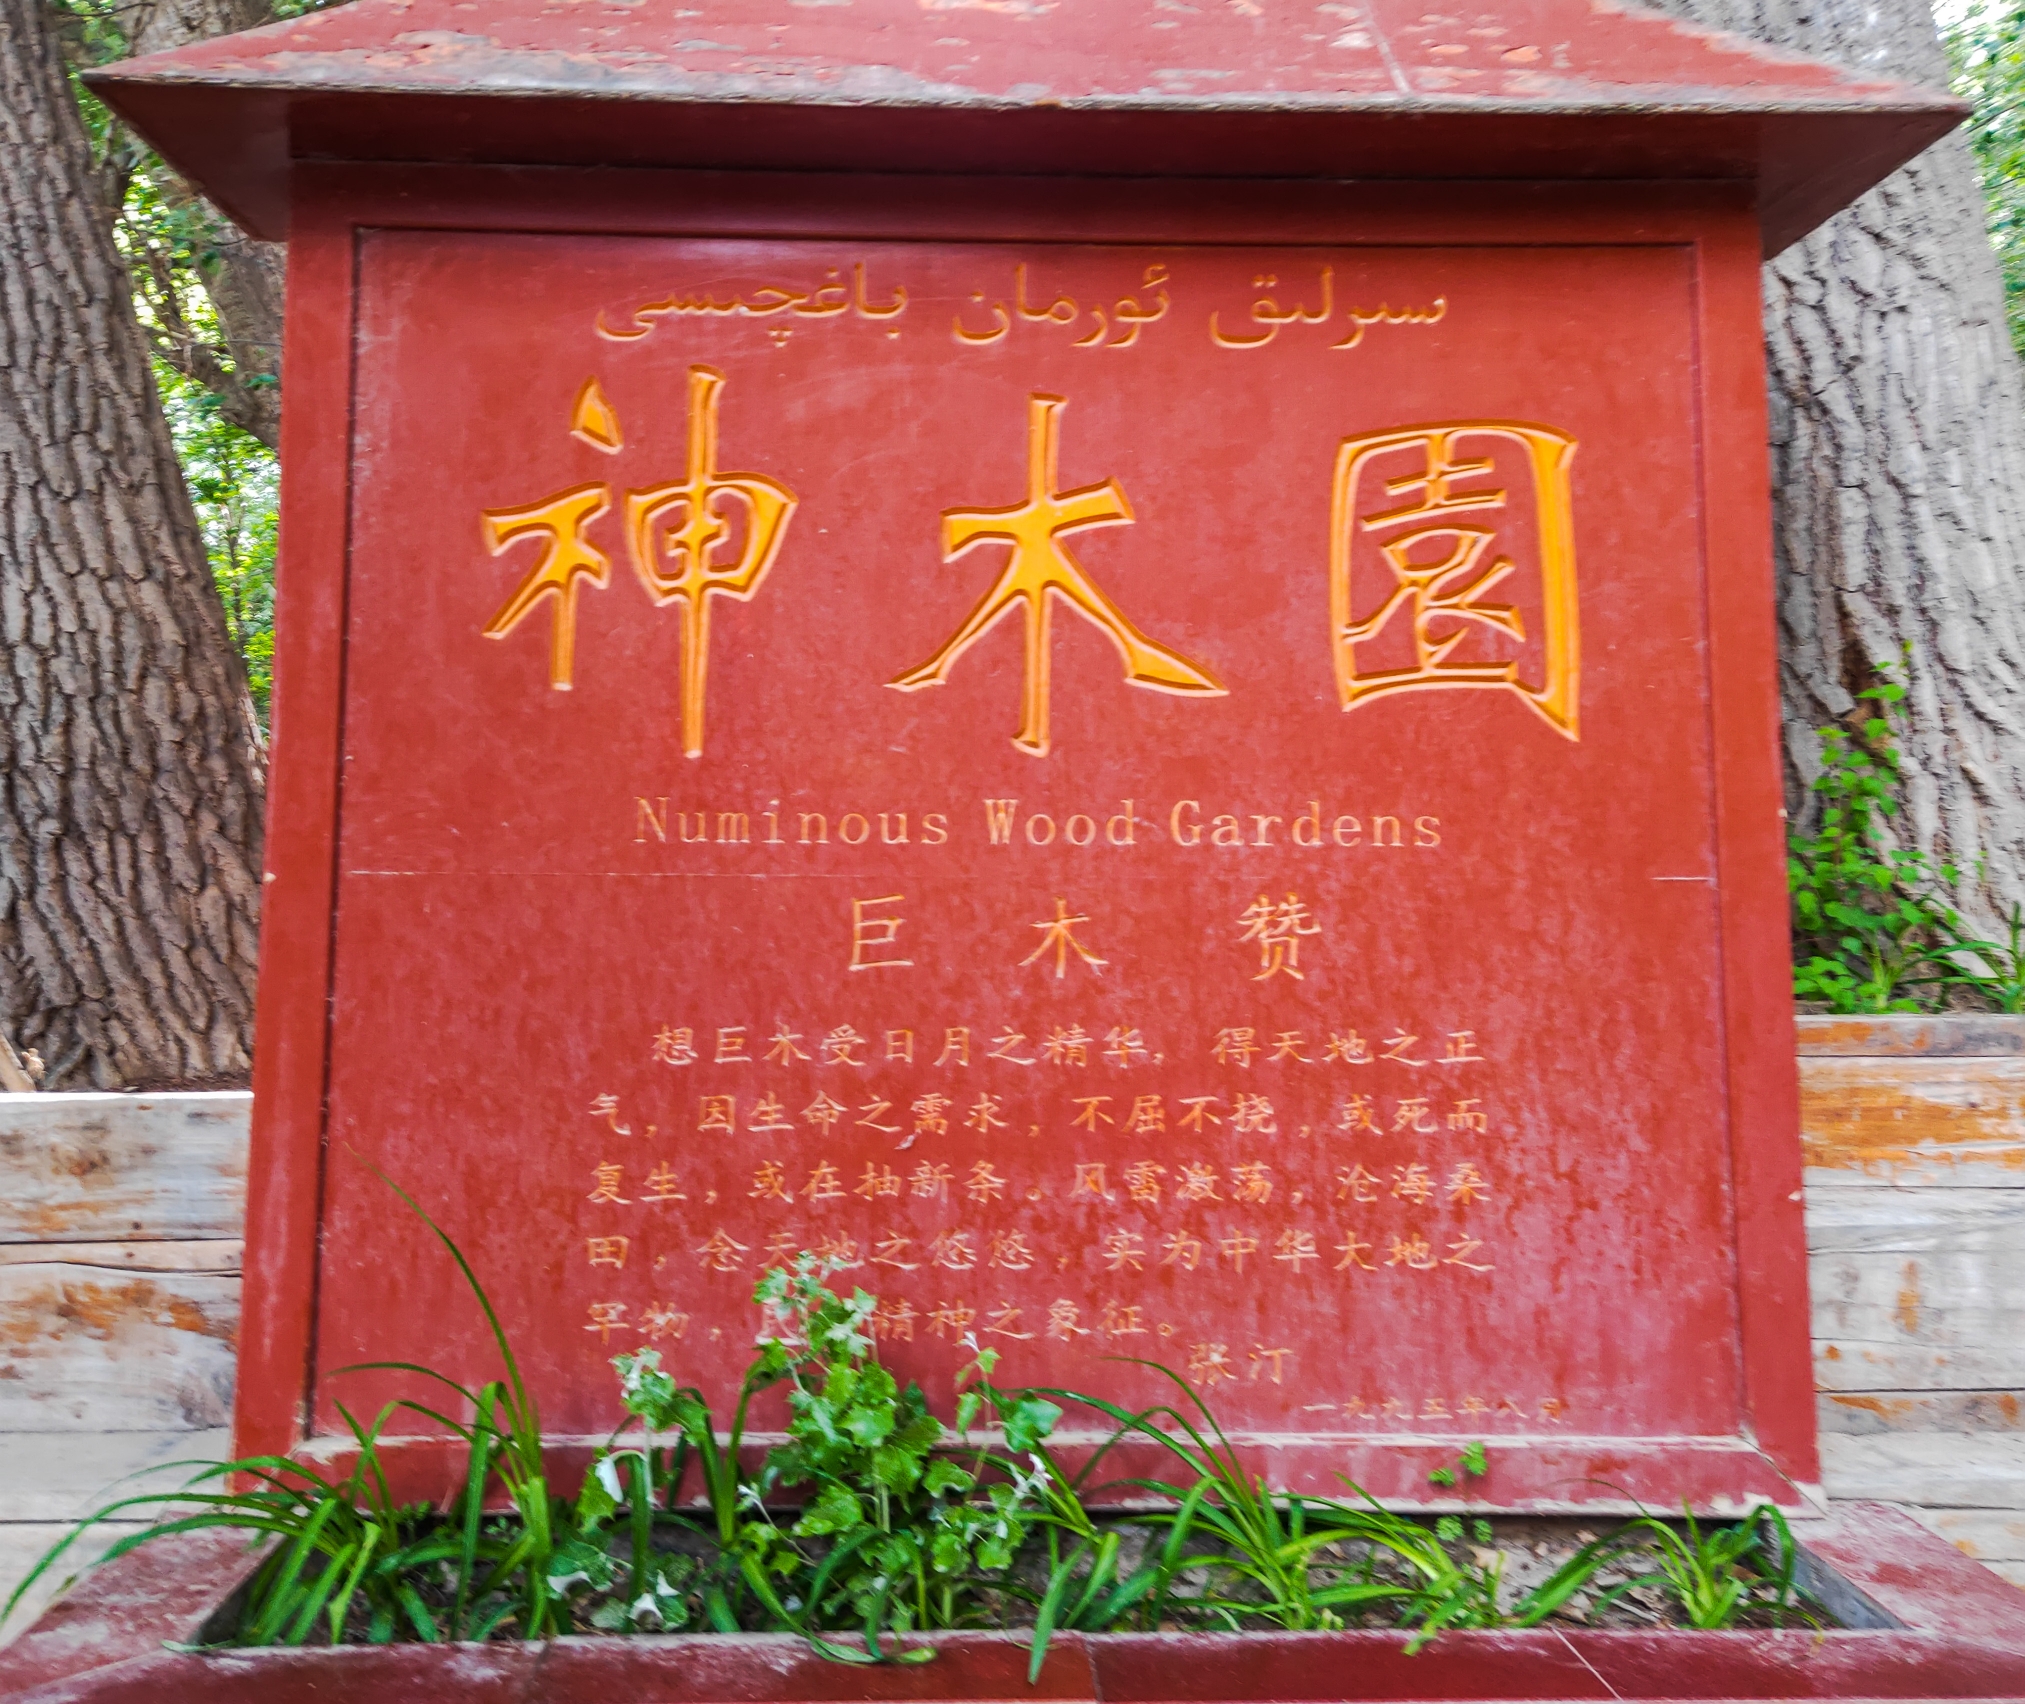 سىرلىق ئورمان باغچىسى
神木園
Numinous Wood Gardens
巨木赞
想巨木受日月之精华，得天地之正
气，因生命之需求，不屈不挠，或死而
复生，或在抽新条。风雷激荡，沧海桑
田，念天地之悠悠，实为中华大地之
罕物，民 精神之象征。
张汀
一九九五年八月